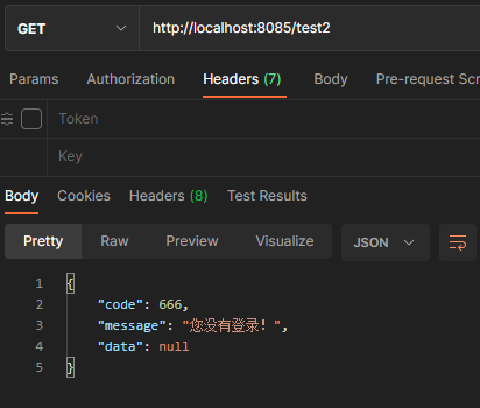 GET http://localhost:8085/test2
Params Authorization Headers (7) Body Pre-request Scr
Token
Key
Body Cookies Headers (8) Test Results
Pretty Raw Preview Visualize JSON
1 {
2 "code": 666,
3 "message": "您没有登录！",
4 "data": null
5 }